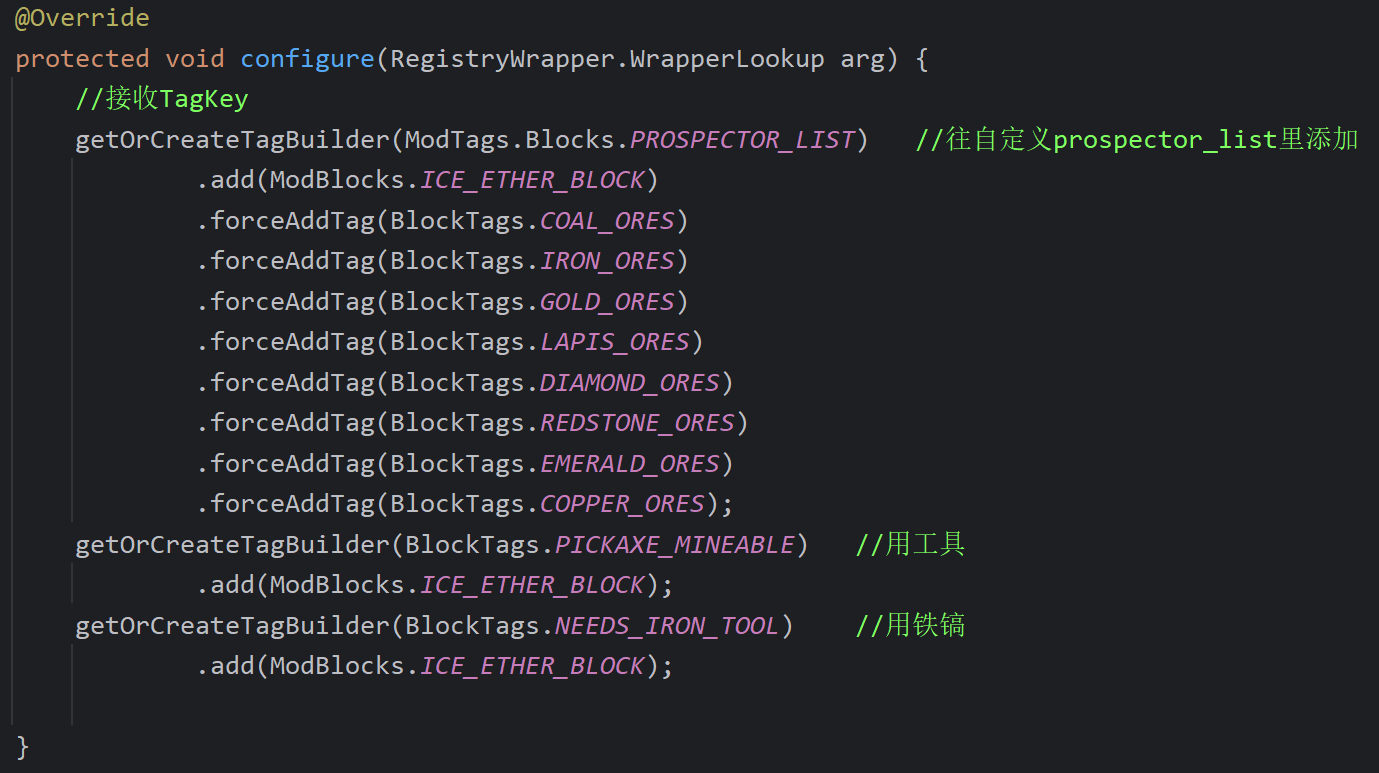 @Override
protected void configure(RegistryWrapper.WrapperLookup arg) {
//接收TagKey
getOrCreateTagBuilder(ModTags.Blocks.PROSPECTOR_LIST) //往自定义prospector_list里添加
.add(ModBlocks.ICE_ETHER_BLOCK)
.forceAddTag(BlockTags.COAL_ORES)
.forceAddTag(BlockTags.IRON_ORES)
.forceAddTag(BlockTags.GOLD_ORES)
.forceAddTag(BlockTags.LAPIS_ORES)
.forceAddTag(BlockTags.DIAMOND_ORES)
.forceAddTag(BlockTags.REDSTONE_ORES)
.forceAddTag(BlockTags.EMERALD_ORES)
.forceAddTag(BlockTags.COPPER_ORES);
getOrCreateTagBuilder(BlockTags.PICKAXE_MINEABLE) //用工具
.add(ModBlocks.ICE_ETHER_BLOCK);
getOrCreateTagBuilder(BlockTags.NEEDS_IRON_TOOL) //用铁镐
.add(ModBlocks.ICE_ETHER_BLOCK);
}